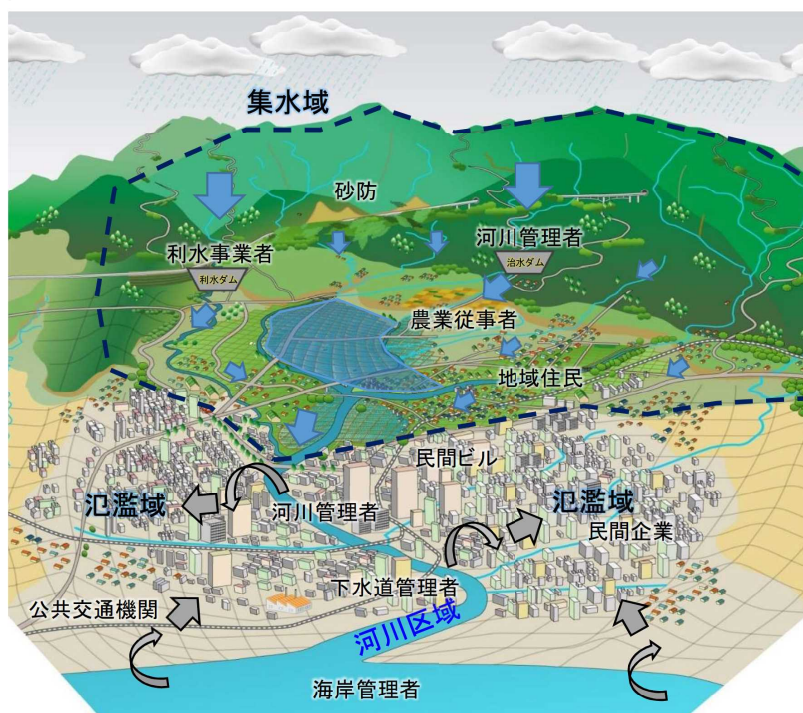 集水域
砂防
利水事業者
利水ダム
河川管理者
治水ダム
農業従事者
地域住民
民間ビル
氾濫域
河川管理者
氾濫域
民間企業
下水道管理者
公共交通機関
河川区域
海岸管理者